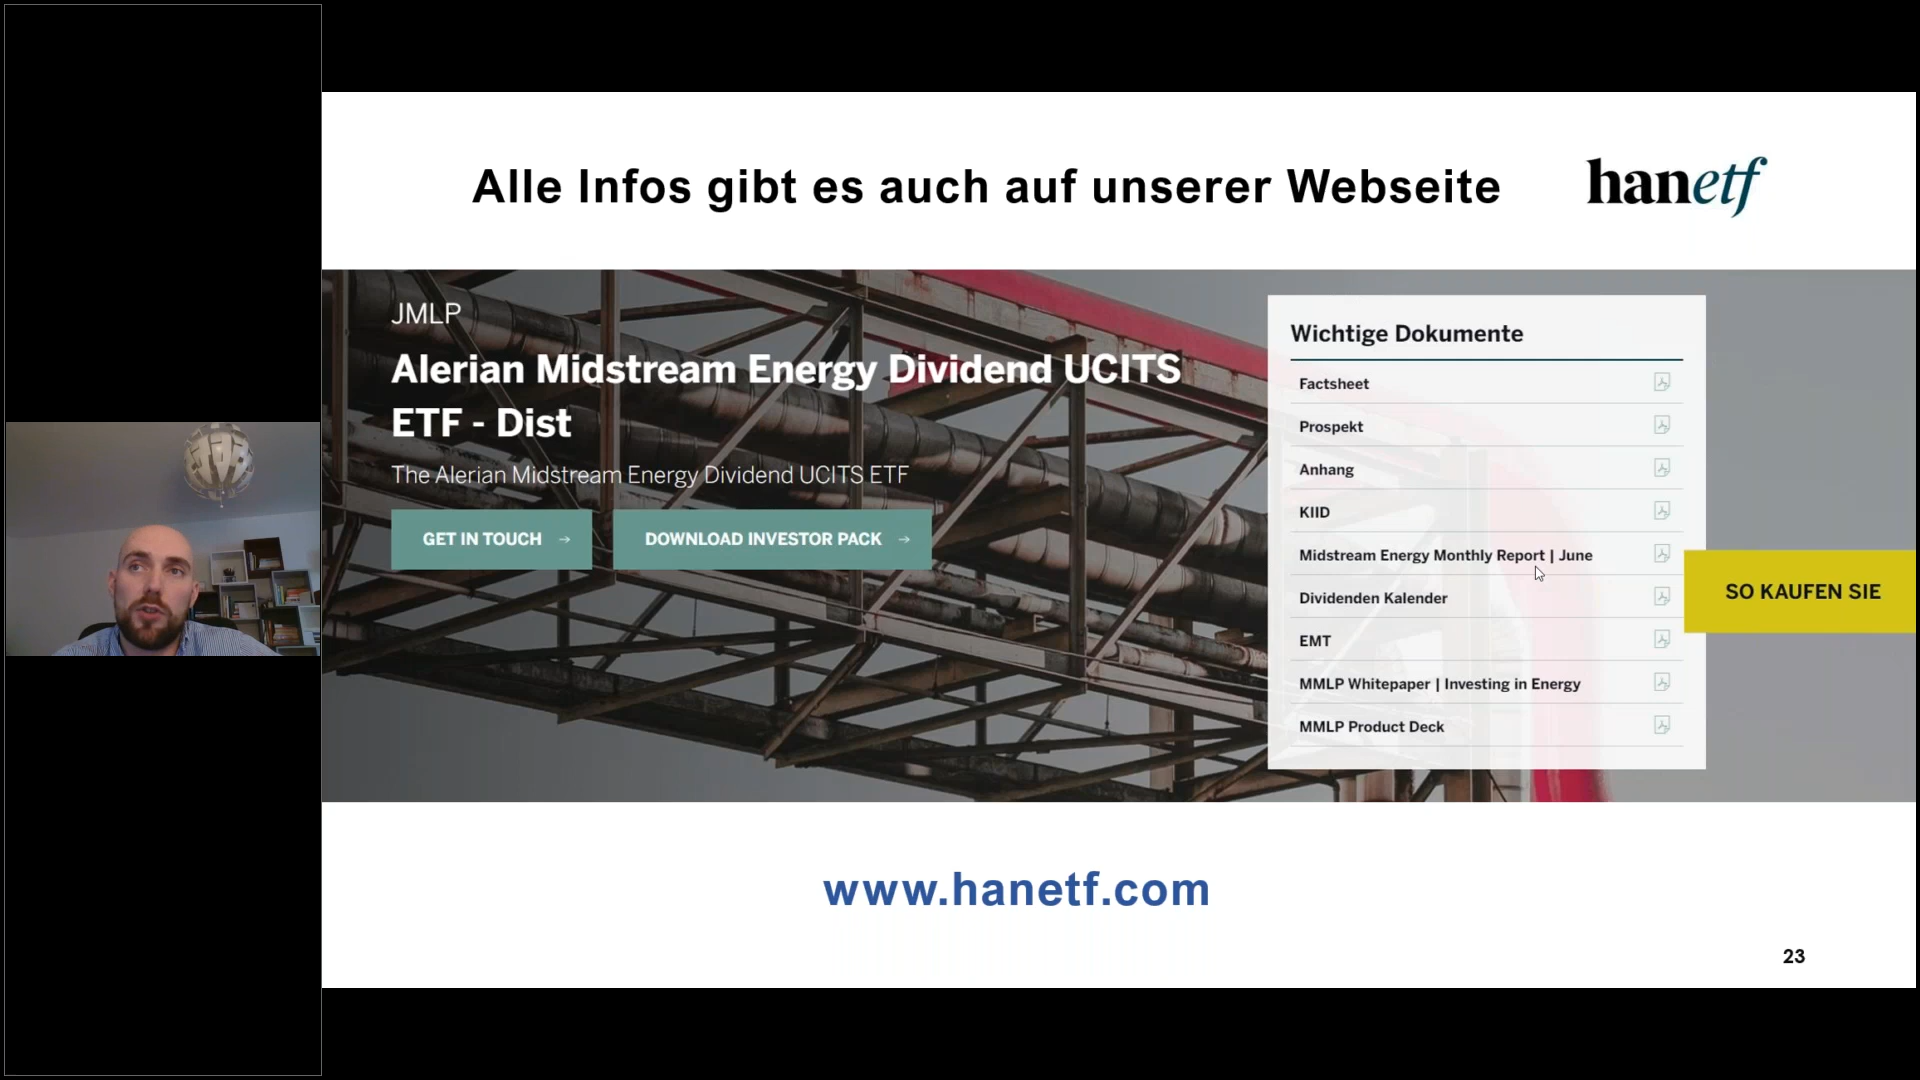 Alle Infos gibt es auch auf unserer Webseite
hanetf
JMLP
Alerian Midstream Energy Dividend UCITS
ETF - Dist
The Alerian Midstream Energy Dividend UCITS ETF
GET IN TOUCH →
DOWNLOAD INVESTOR PACK →
Wichtige Dokumente
Factsheet
Prospekt
Anhang
KIID
Midstream Energy Monthly Report | June
Dividenden Kalender
EMT
MMLP Whitepaper | Investing in Energy
MMLP Product Deck
SO KAUFEN SIE
www.hanetf.com
23